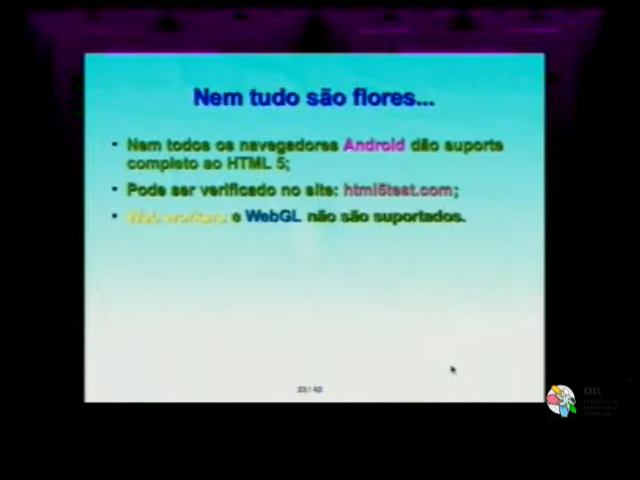 Nem tudo são flores...
• Nem todos os navegadores Android dão suporte
completo ao HTML 5;
• Pode ser verificado no site: html5test.com;
• Web workers e WebGL não são suportados.